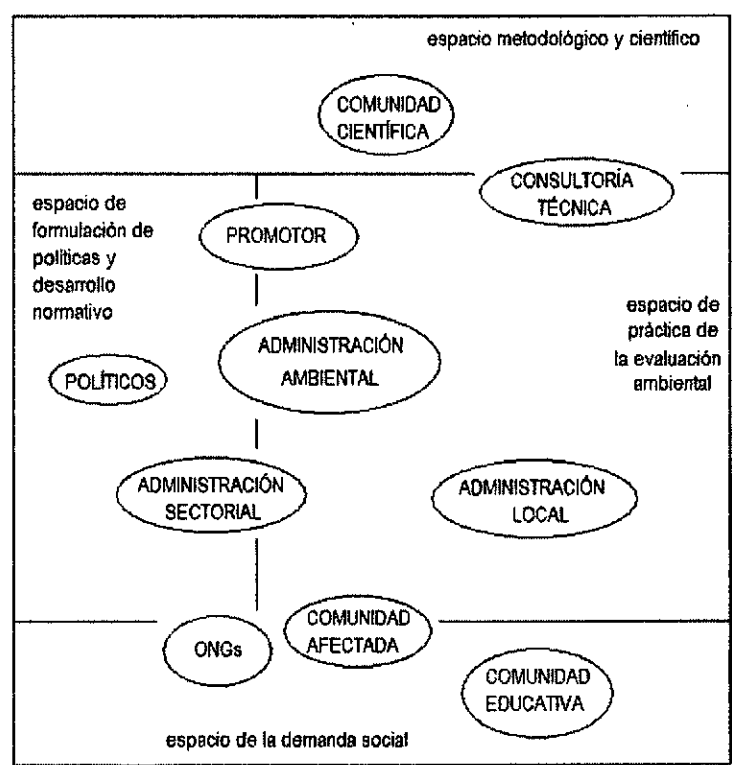 espacio metodológico y científico
COMUNIDAD
CIENTÍFICA
CONSULTORÍA
TÉCNICA
espacio de
formulación de
políticas y
desarrollo
normativo
PROMOTOR
espacio de
práctica de
la evaluación
ambiental
ADMINISTRACIÓN
AMBIENTAL
POLÍTICOS
ADMINISTRACIÓN
SECTORIAL
ADMINISTRACIÓN
LOCAL
ONGs
COMUNIDAD
AFECTADA
COMUNIDAD
EDUCATIVA
espacio de la demanda social